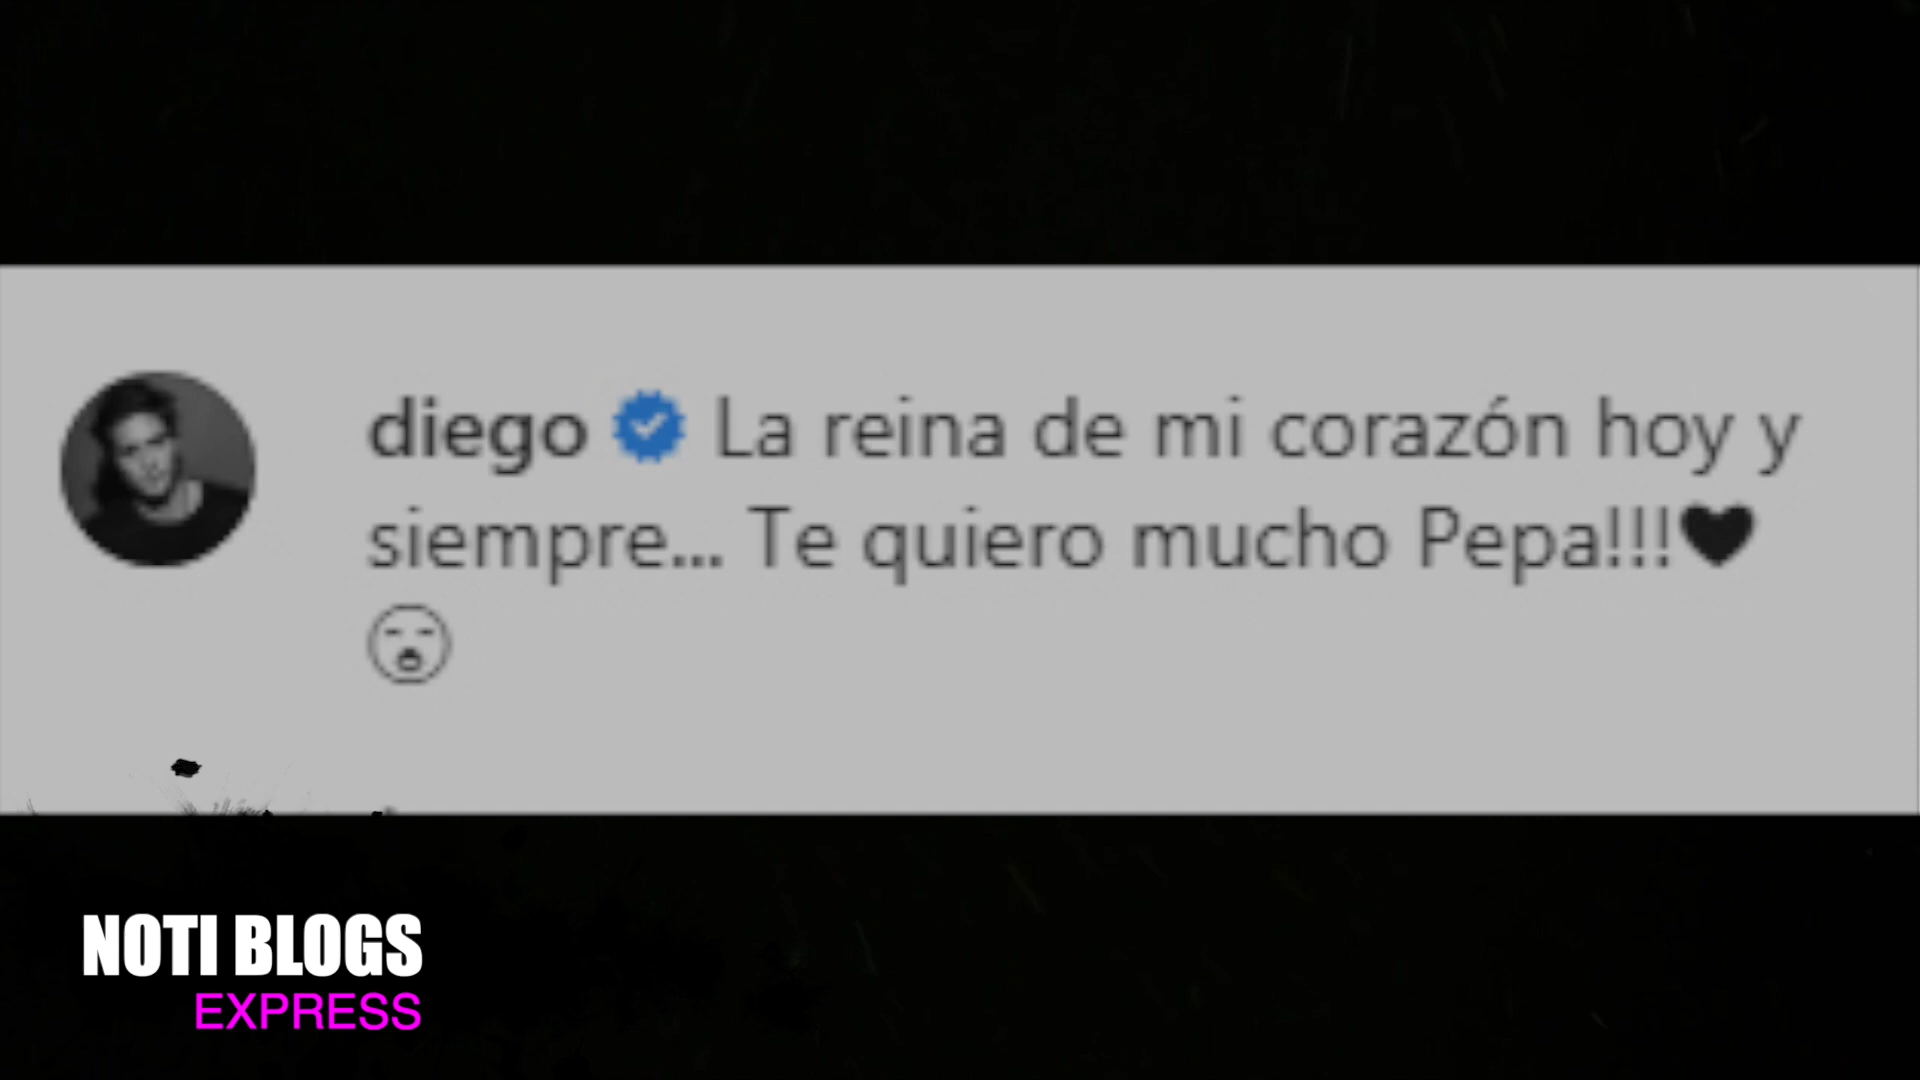 diego La reina de mi corazón hoy y
siempre... Te quiero mucho Pepa!!!🖤
😮
NOTI BLOGS
EXPRESS